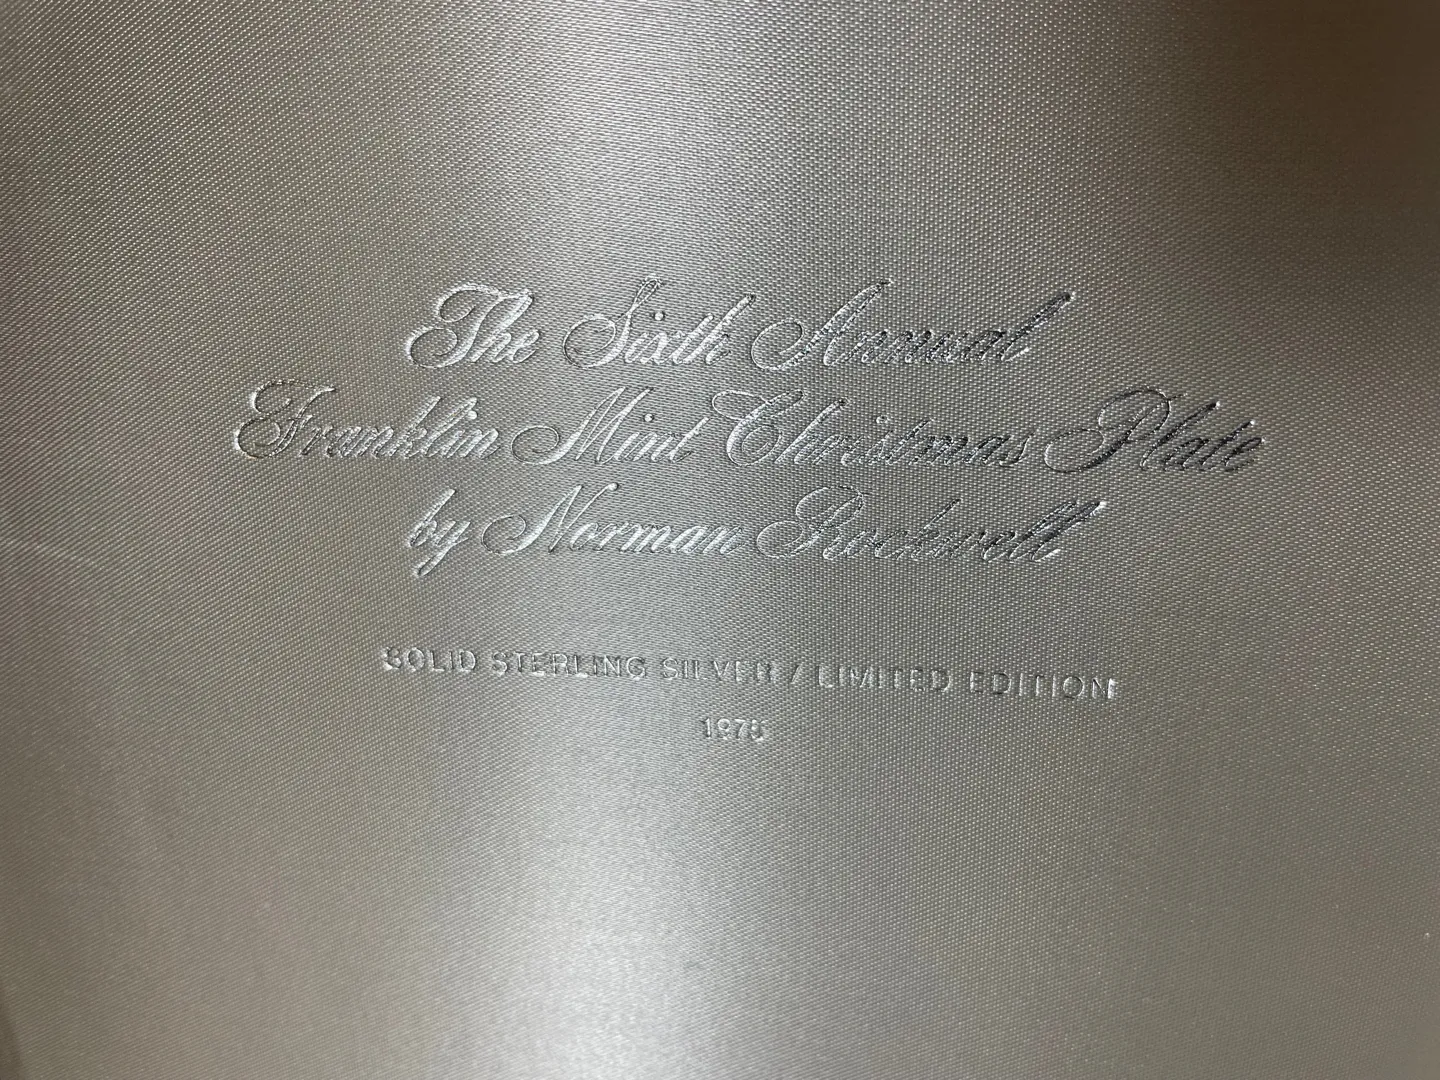 The Sixth Annual
Franklin Mint Christmas Plate
by Norman Rockwell
SOLID STERLING SILVER / LIMITED EDITION
1975